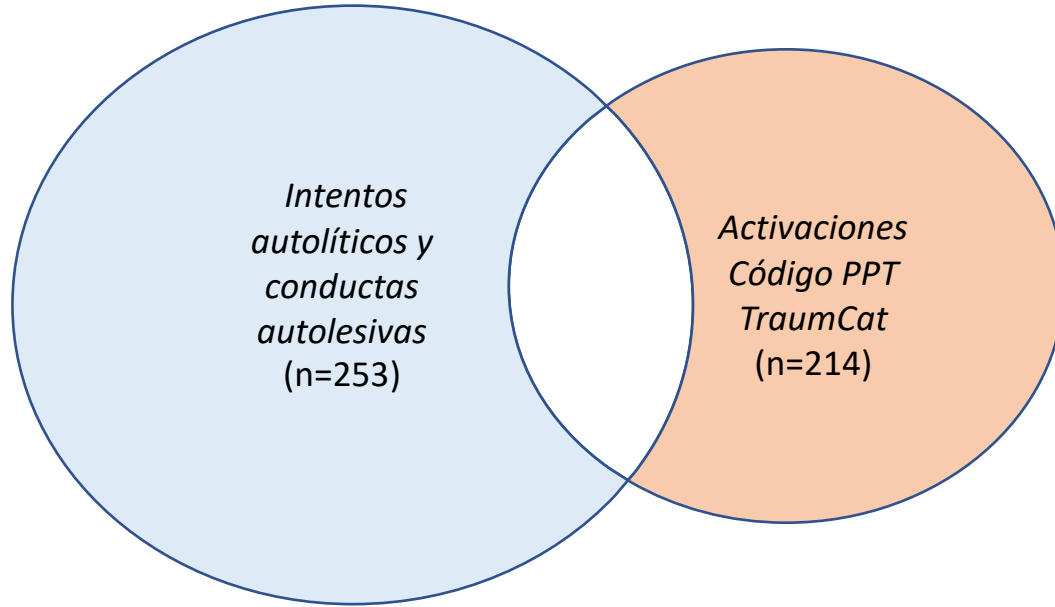 Intentos
autolíticos y
conductas
autolesivas
(n=253)
Activaciones
Código PPT
TraumCat
(n=214)